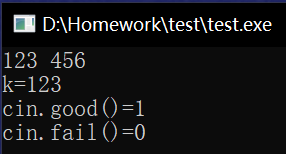 D:\Homework\test\test.exe
123 456
k=123
cin.good()=1
cin.fail()=0